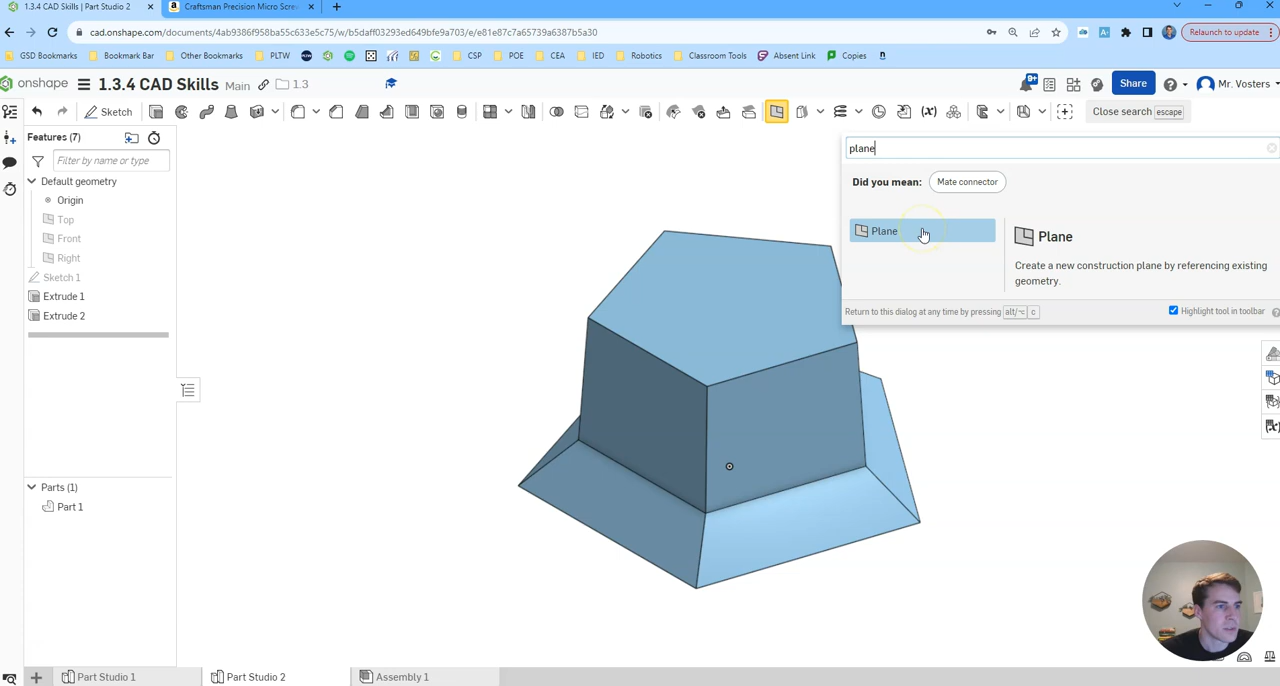 1.3.4 CAD Skills | Part Studio 2
Craftsman Precision Micro Scre
cad.onshape.com/documents/4ab9386f958ba55c633e5c75/w/b5daff03293ed649bfe9a703/e/e81e87c7a65739a6387b5a30
Relaunch to update
GSD Bookmarks Bookmar Bar Other Bookmarks PLTW CSP POE CEA IED Robotics Classroom Tools Absent Link Copies
onshape 1.3.4 CAD Skills Main 1.3 9+ Share Mr. Vosters
Sketch Close search escape
Features (7)
Filter by name or type
Default geometry
Origin
Top
Front
Right
Sketch 1
Extrude 1
Extrude 2
Parts (1)
Part 1
plane
Did you mean: Mate connector
Plane
Plane
Create a new construction plane by referencing existing
geometry.
Return to this dialog at any time by pressing alt/⌥ c Highlight tool in toolbar
Part Studio 1 Part Studio 2 Assembly 1